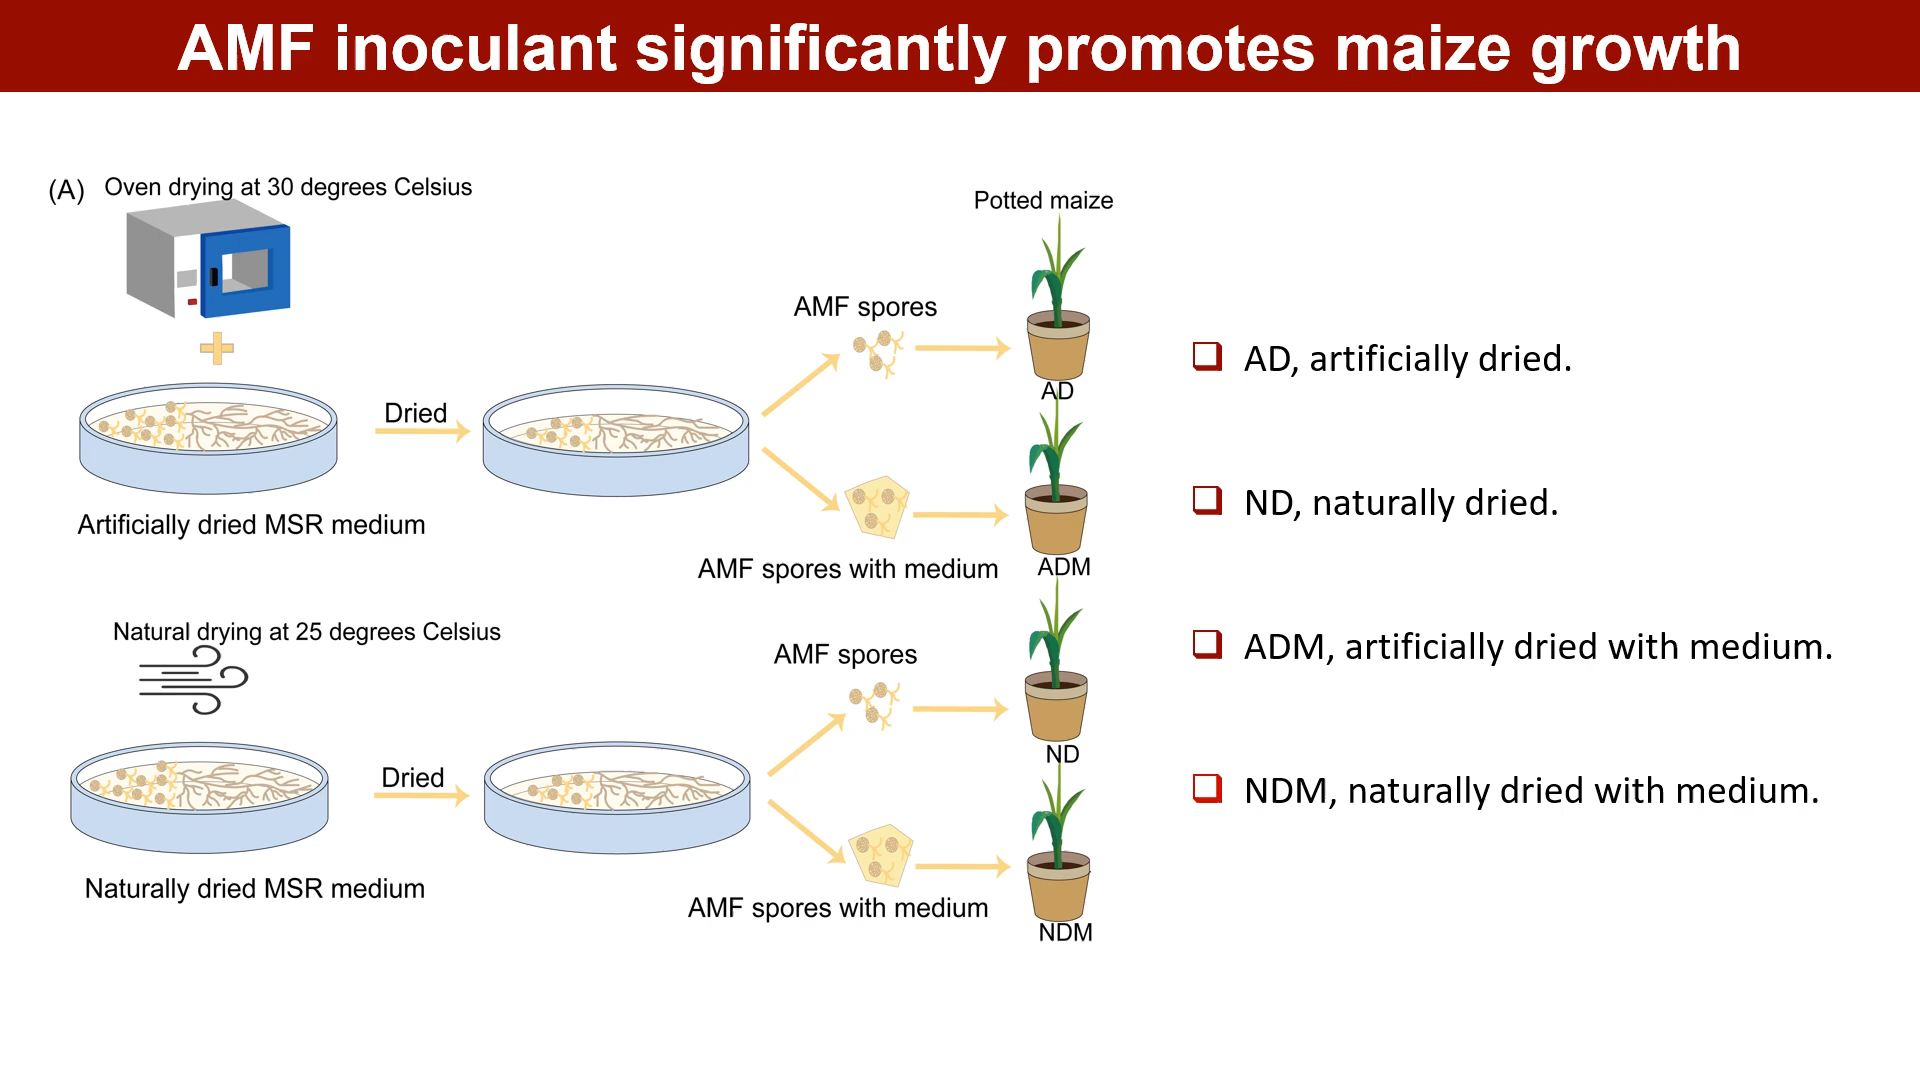 AMF inoculant significantly promotes maize growth
(A) Oven drying at 30 degrees Celsius
Potted maize
AMF spores
AD
Dried
Artificially dried MSR medium
AMF spores with medium
ADM
Natural drying at 25 degrees Celsius
AMF spores
ND
Dried
Naturally dried MSR medium
AMF spores with medium
NDM
AD, artificially dried.
ND, naturally dried.
ADM, artificially dried with medium.
NDM, naturally dried with medium.